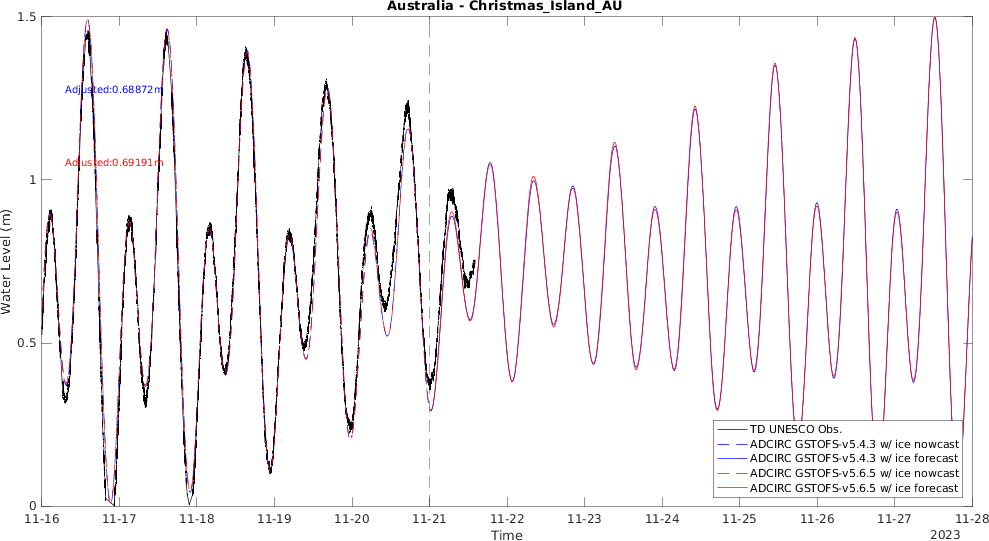 Australia - Christmas_Island_AU
1.5
Adjusted:0.68872m
Adjusted:0.69191m
1
Water Level (m)
0.5
TD UNESCO Obs.
ADCIRC GSTOFS-v5.4.3 w/ ice nowcast
ADCIRC GSTOFS-v5.4.3 w/ ice forecast
ADCIRC GSTOFS-v5.6.5 w/ ice nowcast
ADCIRC GSTOFS-v5.6.5 w/ ice forecast
0
11-16 11-17 11-18 11-19 11-20 11-21 11-22 11-23 11-24 11-25 11-26 11-27 11-28
Time
2023